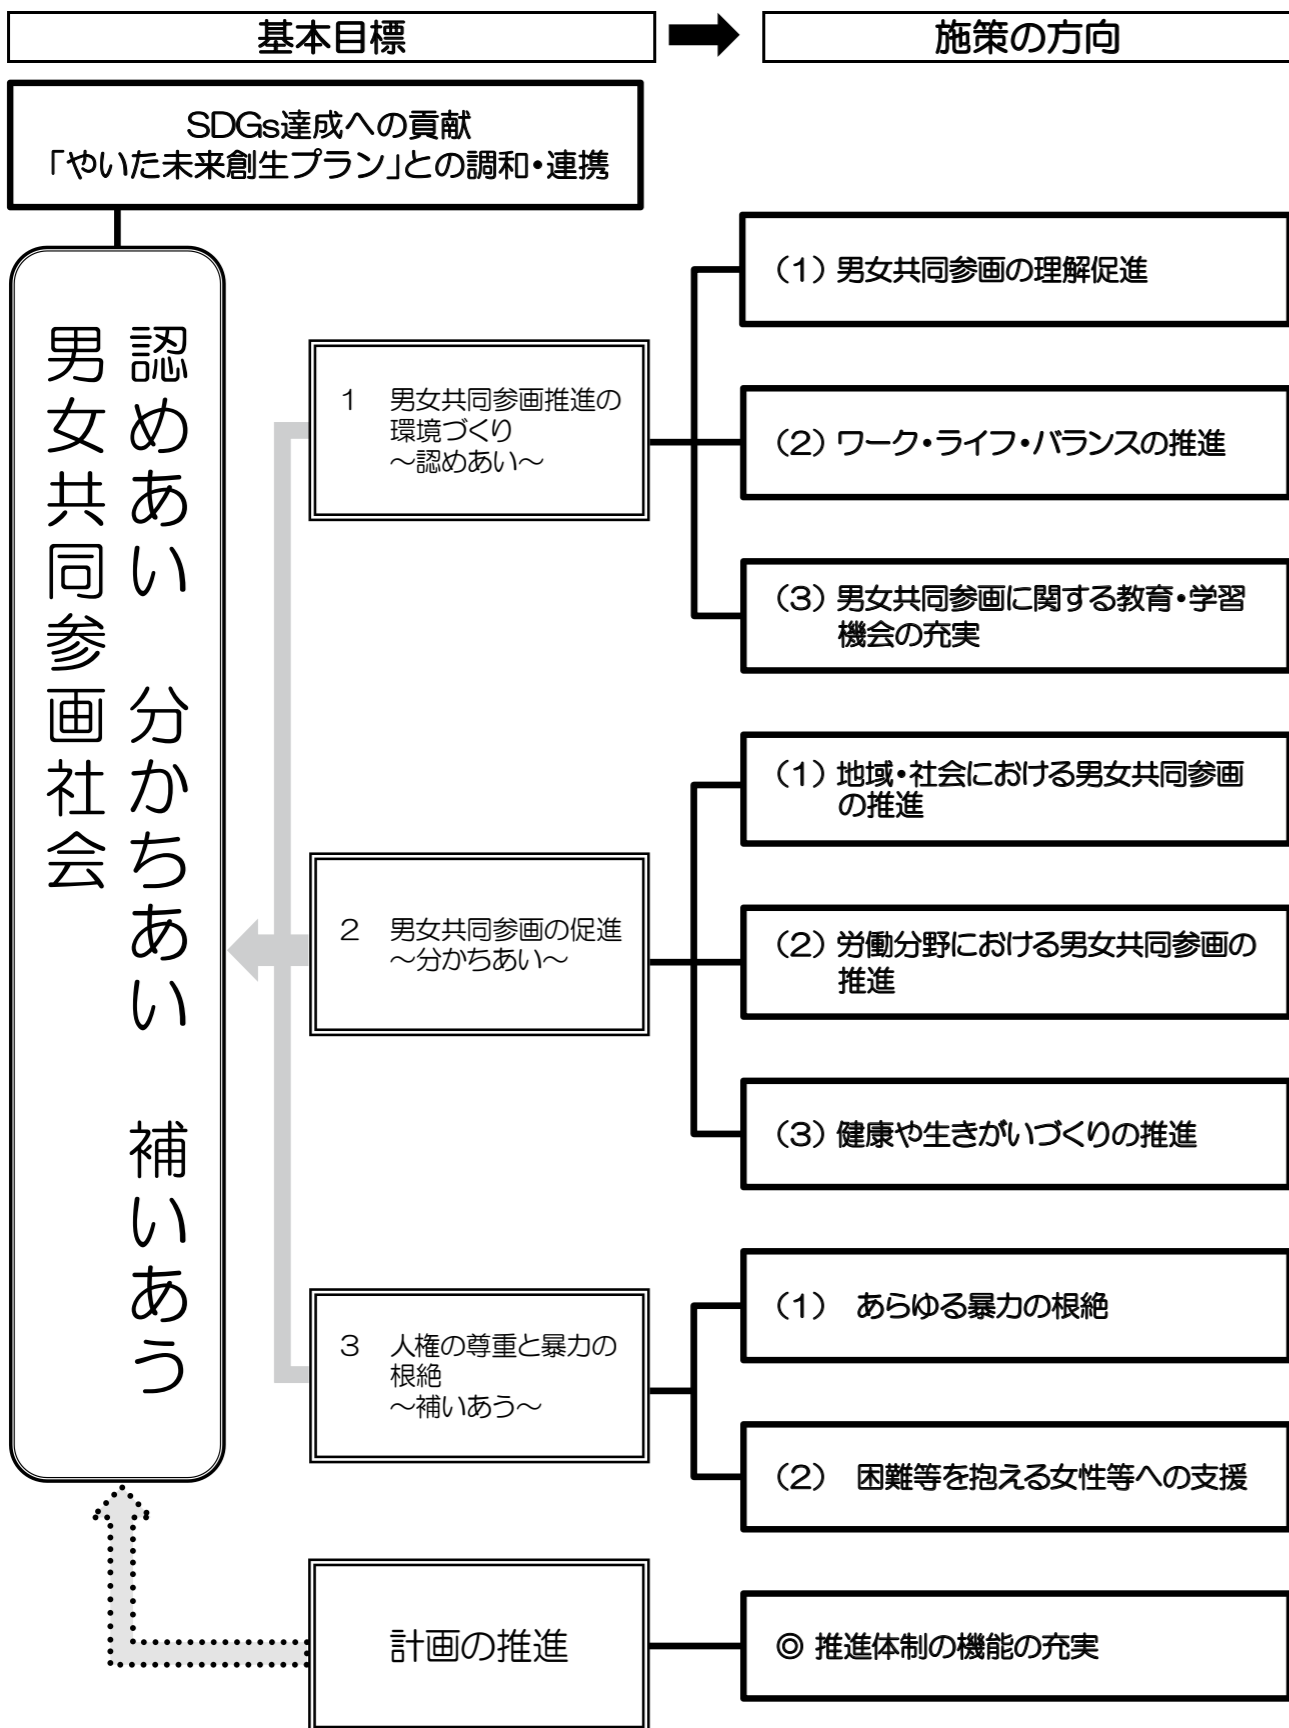 基本目標
施策の方向
SDGs達成への貢献
「やいた未来創生プラン」との調和・連携
認めあい　分かちあい　補いあう
男女共同参画社会
1　男女共同参画推進の
環境づくり
～認めあい～
（1）男女共同参画の理解促進
（2）ワーク・ライフ・バランスの推進
（3）男女共同参画に関する教育・学習
機会の充実
2　男女共同参画の促進
～分かちあい～
（1）地域・社会における男女共同参画
の推進
（2）労働分野における男女共同参画の
推進
（3）健康や生きがいづくりの推進
3　人権の尊重と暴力の
根絶
～補いあう～
（1）　あらゆる暴力の根絶
（2）　困難等を抱える女性等への支援
計画の推進
◎ 推進体制の機能の充実